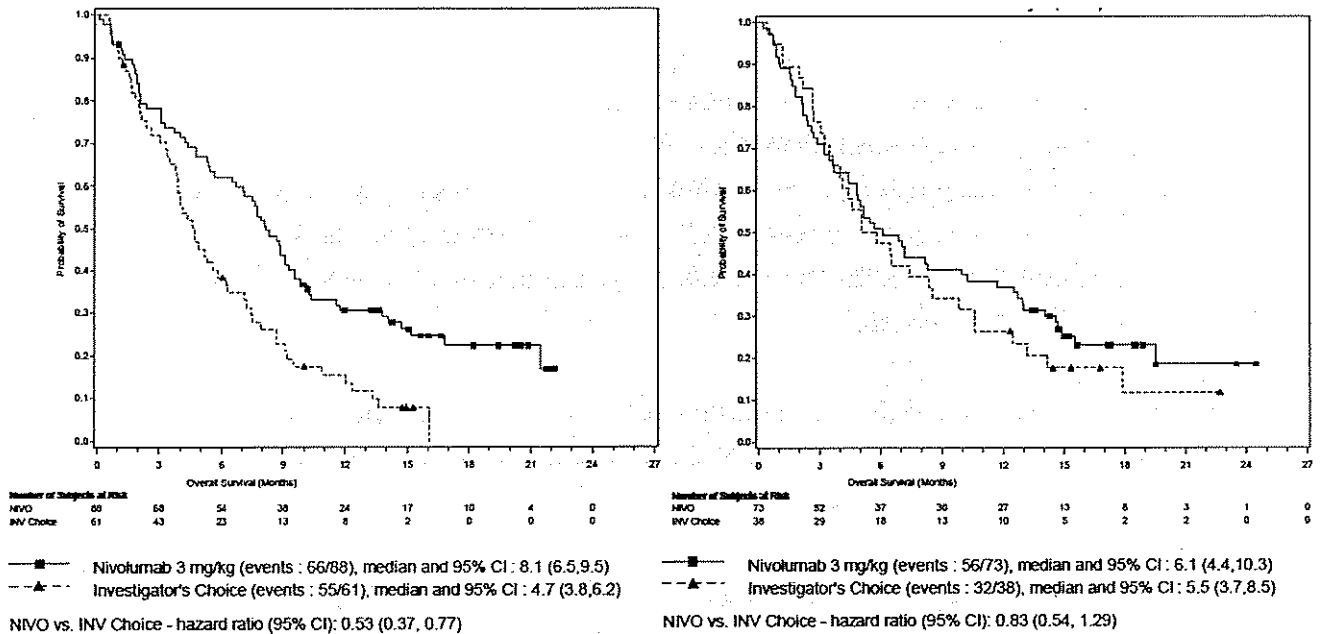 1.0
0.9
0.8
0.7
0.6
0.5
0.4
0.3
0.2
0.1
0.0
Probability of Survival
0 3 6 9 12 15 18 21 24 27
Overall Survival (Months)
Number of Subjects at Risk
NIVO 88 68 54 38 24 17 10 4 0
INV Choice 61 43 23 13 8 2 0 0 0
Nivolumab 3 mg/kg (events : 66/88), median and 95% CI : 8.1 (6.5,9.5)
Investigator's Choice (events : 55/61), median and 95% CI : 4.7 (3.8,6.2)
NIVO vs. INV Choice - hazard ratio (95% CI): 0.53 (0.37, 0.77)
1.0
0.9
0.8
0.7
0.6
0.5
0.4
0.3
0.2
0.1
0.0
Probability of Survival
0 3 6 9 12 15 18 21 24 27
Overall Survival (Months)
Number of Subjects at Risk
NIVO 73 52 37 30 27 13 8 3 1 0
INV Choice 38 29 18 13 10 5 2 2 0 9
Nivolumab 3 mg/kg (events : 56/73), median and 95% CI : 6.1 (4.4,10.3)
Investigator's Choice (events : 32/38), median and 95% CI : 5.5 (3.7,8.5)
NIVO vs. INV Choice - hazard ratio (95% CI): 0.83 (0.54, 1.29)